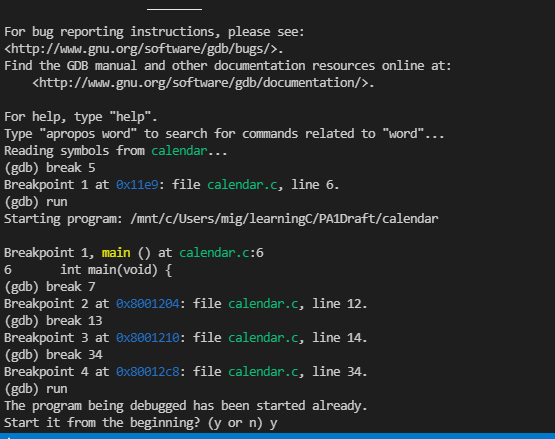 For bug reporting instructions, please see:
<http://www.gnu.org/software/gdb/bugs/>.
Find the GDB manual and other documentation resources online at:
    <http://www.gnu.org/software/gdb/documentation/>.

For help, type "help".
Type "apropos word" to search for commands related to "word"...
Reading symbols from calendar...
(gdb) break 5
Breakpoint 1 at 0x11e9: file calendar.c, line 6.
(gdb) run
Starting program: /mnt/c/Users/mig/learningC/PA1Draft/calendar

Breakpoint 1, main () at calendar.c:6
6       int main(void) {
(gdb) break 7
Breakpoint 2 at 0x8001204: file calendar.c, line 12.
(gdb) break 13
Breakpoint 3 at 0x8001210: file calendar.c, line 14.
(gdb) break 34
Breakpoint 4 at 0x80012c8: file calendar.c, line 34.
(gdb) run
The program being debugged has been started already.
Start it from the beginning? (y or n) y